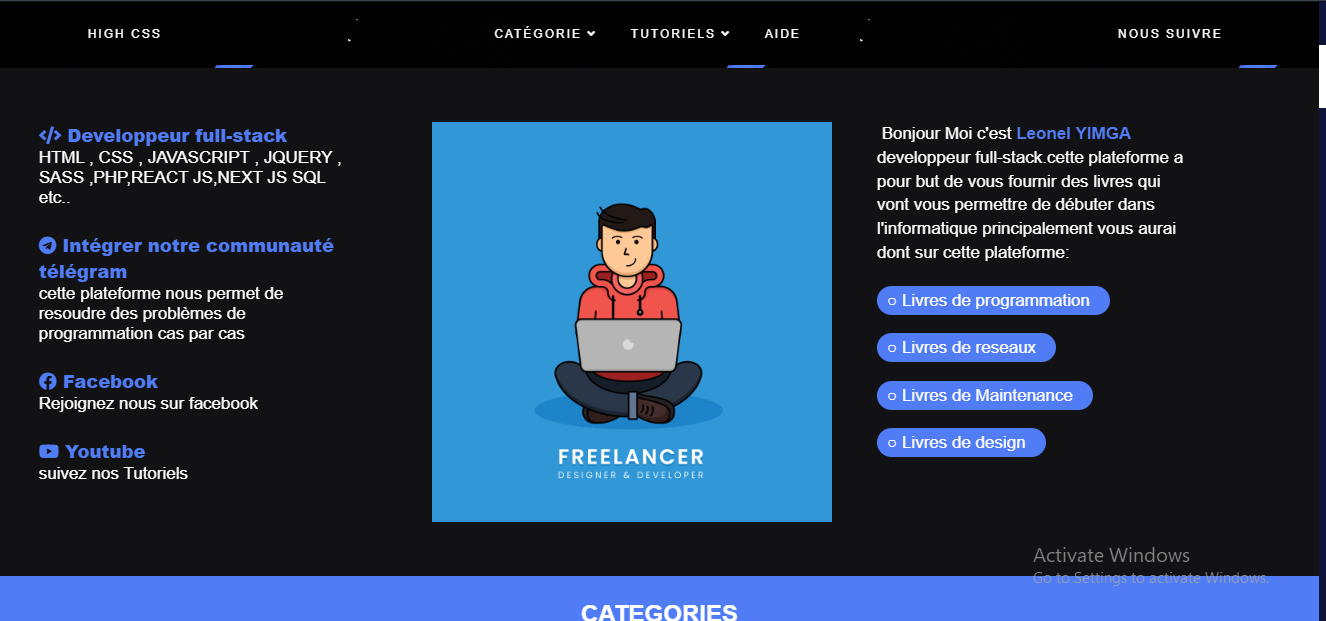 HIGH CSS
CATÉGORIE
TUTORIELS
AIDE
NOUS SUIVRE
Developpeur full-stack
HTML , CSS , JAVASCRIPT , JQUERY ,
SASS ,PHP,REACT JS,NEXT JS SQL
etc..
Intégrer notre communauté
télégram
cette plateforme nous permet de
resoudre des problèmes de
programmation cas par cas
Facebook
Rejoignez nous sur facebook
Youtube
suivez nos Tutoriels
FREELANCER
DESIGNER & DEVELOPER
Bonjour Moi c'est Leonel YIMGA
developpeur full-stack.cette plateforme a
pour but de vous fournir des livres qui
vont vous permettre de débuter dans
l'informatique principalement vous aurai
dont sur cette plateforme:
Livres de programmation
Livres de reseaux
Livres de Maintenance
Livres de design
Activate Windows
Go to Settings to activate Windows.
CATEGORIES